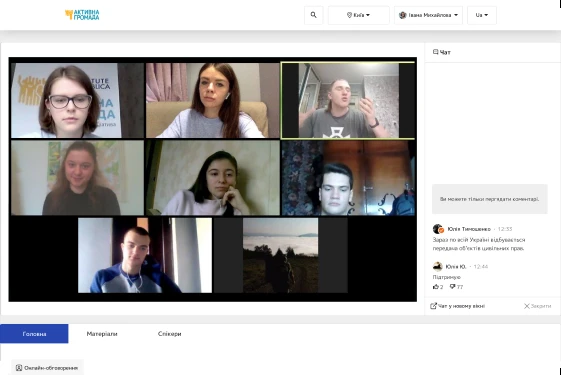 АКТИВНА
ГРОМАДА
Київ
Івана Михайлова
Ua
Чат
Ви можете тільки переглядати коментарі.
Юлія Тимошенко · 12:33
Зараз по всій Україні відбувається
передача об'єктів цивільних прав.
Юлія Ю. · 12:44
Підтримую
2 77
Чат у новому вікні
Закрити
Головна
Матеріали
Спікери
Онлайн-обговорення